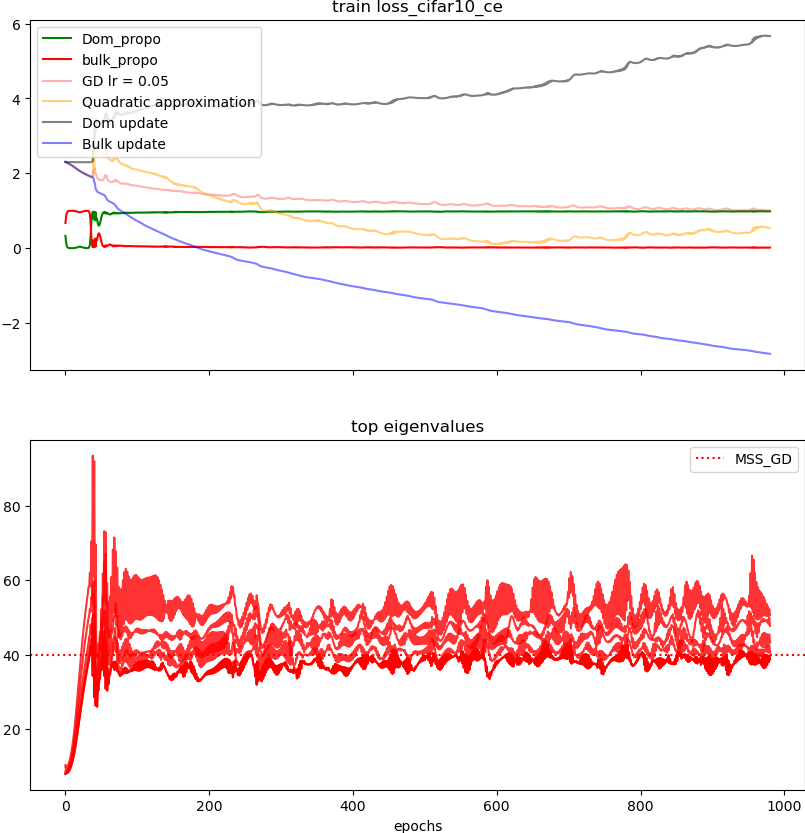 train loss_cifar10_ce
6
4
2
0
−2
Dom_propo
bulk_propo
GD lr = 0.05
Quadratic approximation
Dom update
Bulk update
top eigenvalues
MSS_GD
80
60
40
20
0 200 400 600 800 1000
epochs